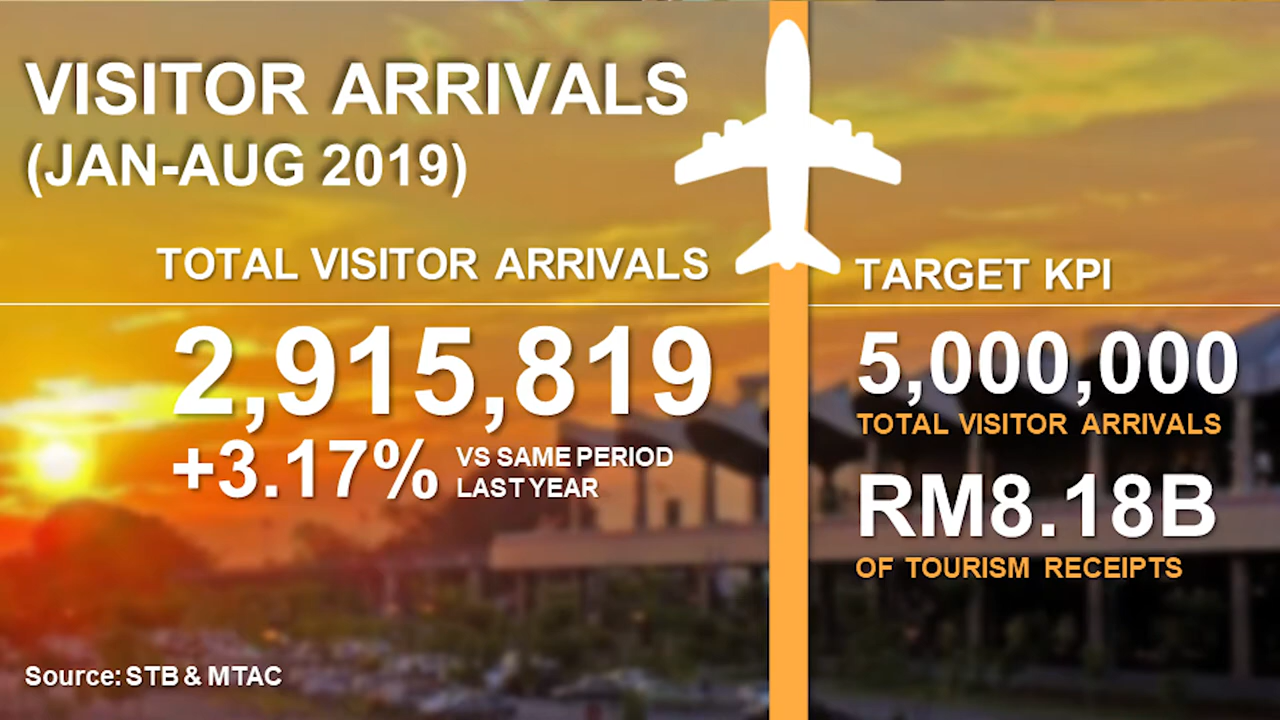 VISITOR ARRIVALS
(JAN-AUG 2019)
TOTAL VISITOR ARRIVALS
2,915,819
+3.17% VS SAME PERIOD
LAST YEAR
TARGET KPI
5,000,000
TOTAL VISITOR ARRIVALS
RM8.18B
OF TOURISM RECEIPTS
Source: STB & MTAC